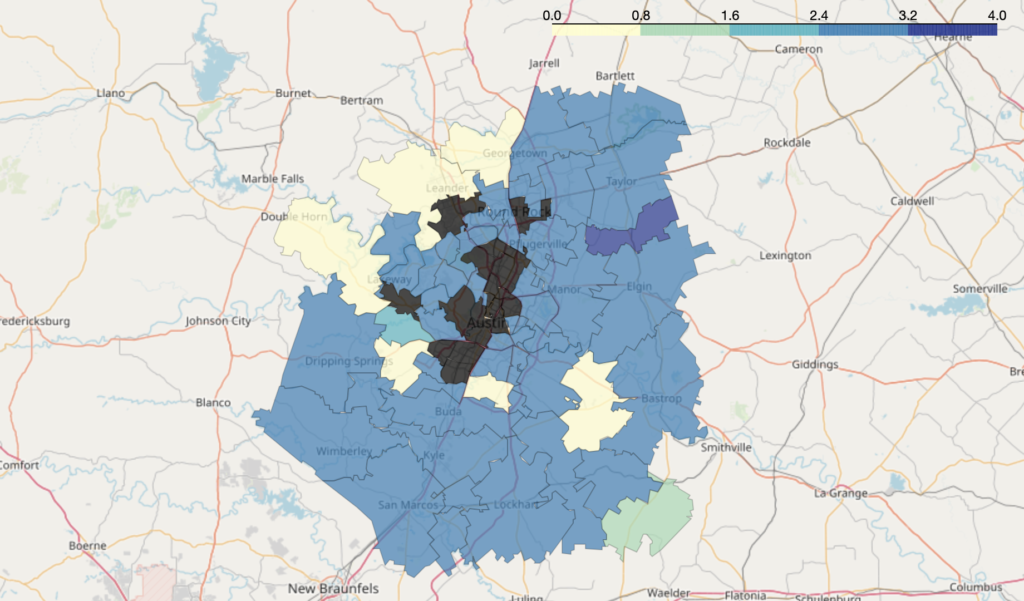 0.0 0.8 1.6 2.4 3.2 4.0
Hearne
Cameron
Jarrell
Bartlett
Llano
Burnet
Bertram
Rockdale
Georgetown
Marble Falls
Leander
Taylor
Caldwell
Double Horn
Round Rock
Pflugerville
Lexington
Lakeway
Manor
Elgin
Somerville
redericksburg
Johnson City
Austin
Dripping Springs
Giddings
Blanco
Bastrop
Buda
Wimberley
Kyle
Smithville
Comfort
San Marcos
Lockhart
La Grange
Boerne
New Braunfels
Luling
Waelder
Flatonia
Schulenburg
Columbus